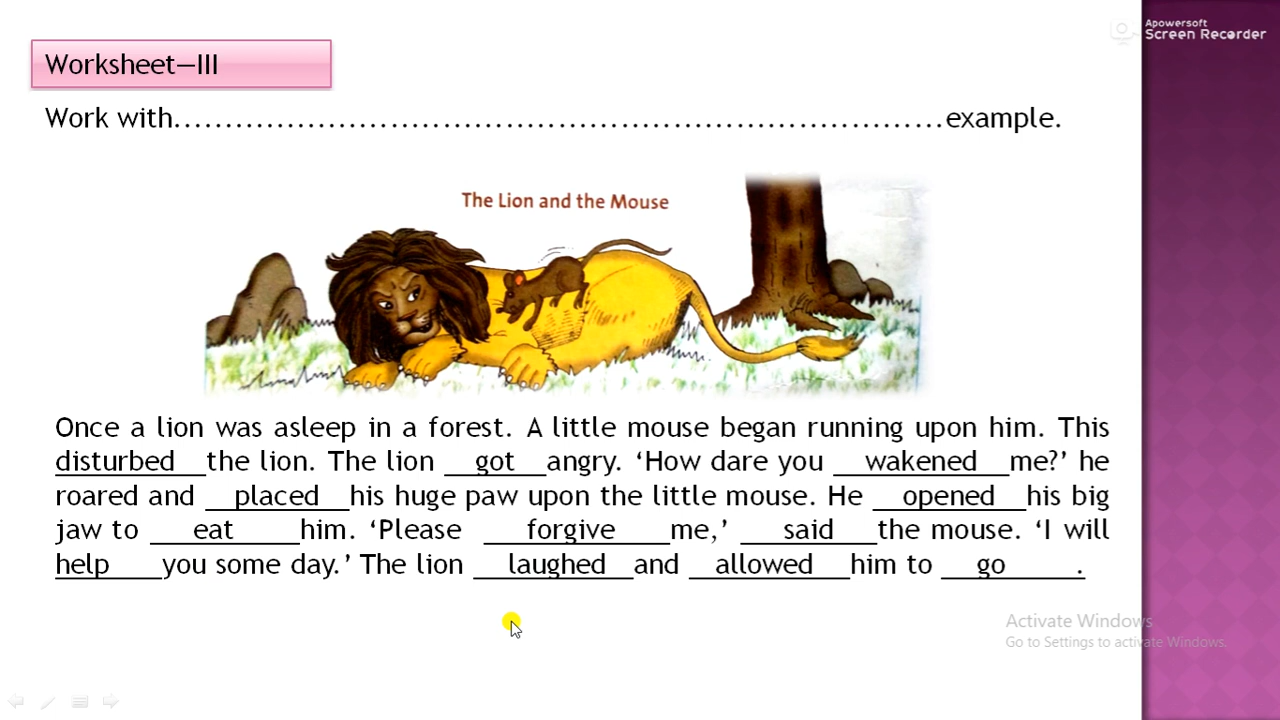 Apowersoft
Screen Recorder
Worksheet—III
Work with...........................................................................example.
The Lion and the Mouse
Once a lion was asleep in a forest. A little mouse began running upon him. This
disturbed the lion. The lion got angry. ‘How dare you wakened me?’ he
roared and placed his huge paw upon the little mouse. He opened his big
jaw to eat him. ‘Please forgive me,’ said the mouse. ‘I will
help you some day.’ The lion laughed and allowed him to go .
Activate Windows
Go to Settings to activate Windows.